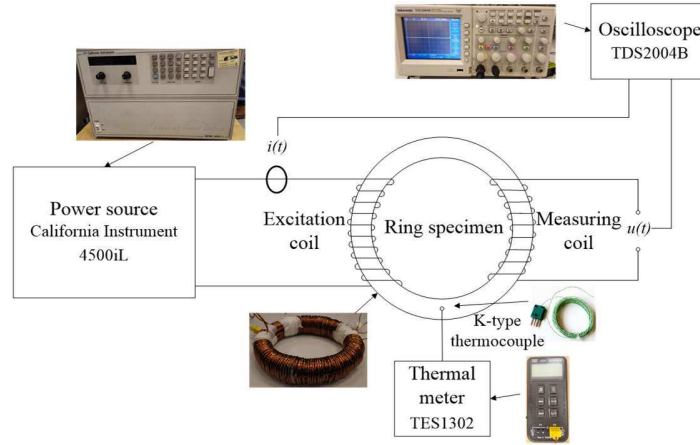 Oscilloscope
TDS2004B
i(t)
Power source
California Instrument
4500iL
Excitation
coil
Ring specimen
Measuring
coil
u(t)
K-type
thermocouple
Thermal
meter
TES1302